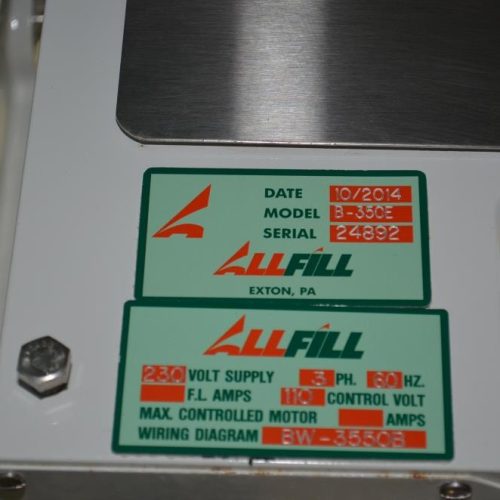 DATE 10/2014
MODEL B-350E
SERIAL 24892
ALLFILL
EXTON, PA
ALLFILL
230 VOLT SUPPLY 3 PH. 60 HZ.
F.L. AMPS 110 CONTROL VOLT
MAX. CONTROLLED MOTOR AMPS
WIRING DIAGRAM BW-3550B